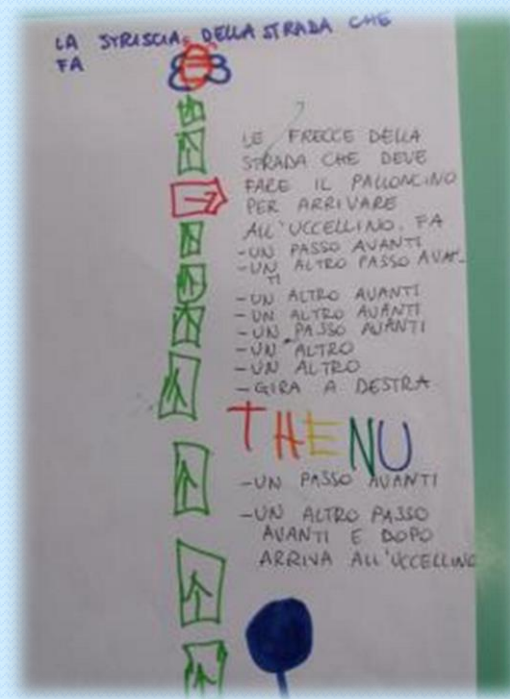 LA STRISCIA DELLA STRADA CHE
FA
LE FRECCE DELLA
STRADA CHE DEVE
FARE IL PALLONCINO
PER ARRIVARE
ALL'UCCELLINO. FA
-UN PASSO AVANTI
-UN ALTRO PASSO AVAN-
TI
-UN ALTRO AVANTI
-UN ALTRO AVANTI
-UN PASSO AVANTI
-UN ALTRO
-UN ALTRO
-GIRA A DESTRA
THENU
-UN PASSO AVANTI
-UN ALTRO PASSO
AVANTI E DOPO
ARRIVA ALL'UCCELLINO